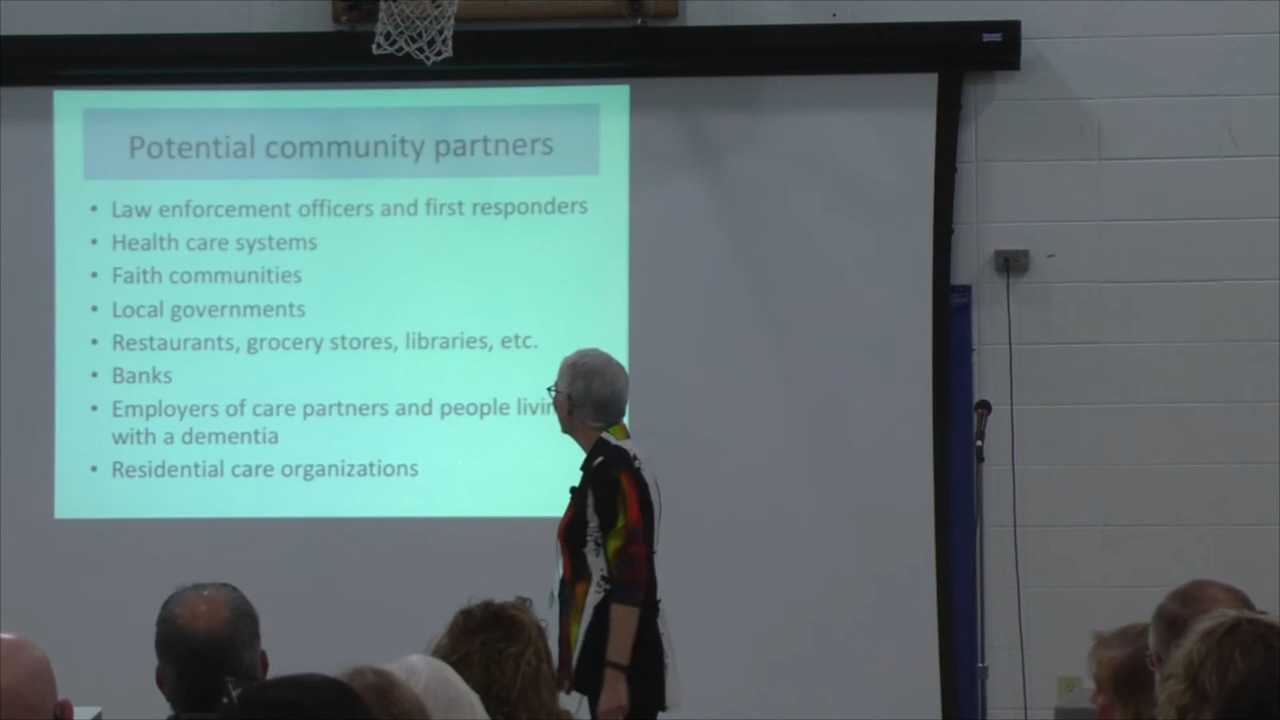 Potential community partners
• Law enforcement officers and first responders
• Health care systems
• Faith communities
• Local governments
• Restaurants, grocery stores, libraries, etc.
• Banks
• Employers of care partners and people livin
with a dementia
• Residential care organizations